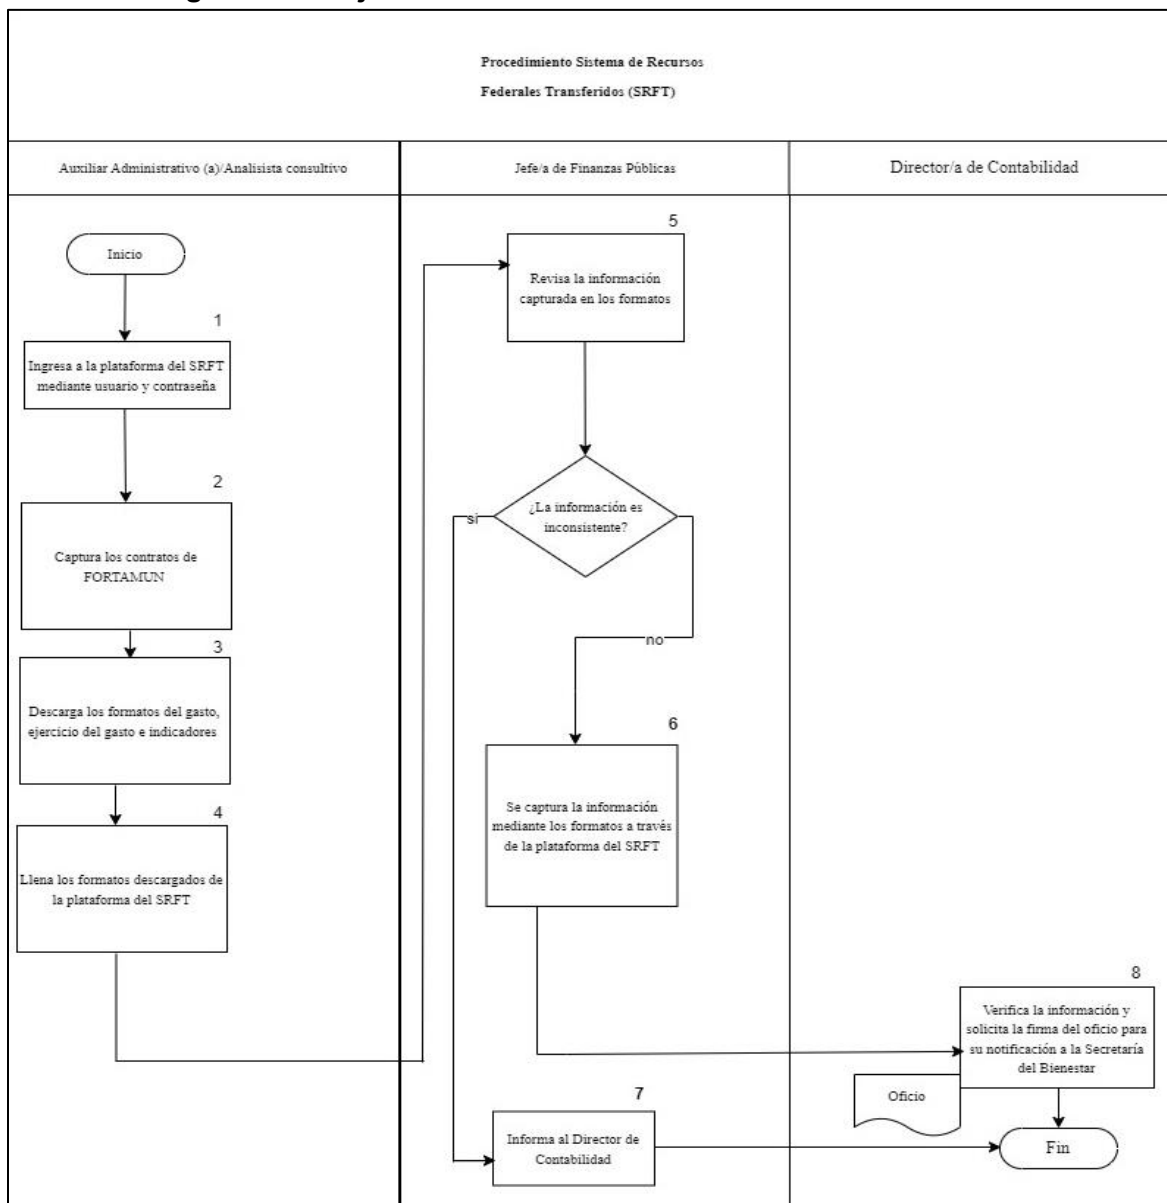 Procedimiento Sistema de Recursos
Federales Transferidos (SRFT)
Auxiliar Administrativo (a)/Analisista consultivo
Jefe/a de Finanzas Públicas
Director/a de Contabilidad
Inicio
1
Ingresa a la plataforma del SRFT
mediante usuario y contraseña
2
Captura los contratos de
FORTAMUN
3
Descarga los formatos del gasto,
ejercicio del gasto e indicadores
4
Llena los formatos descargados de
la plataforma del SRFT
5
Revisa la información
capturada en los formatos
¿La información es
inconsistente?
si
no
6
Se captura la información
mediante los formatos a través
de la plataforma del SRFT
7
Informa al Director de
Contabilidad
8
Verifica la información y
solicita la firma del oficio para
su notificación a la Secretaría
del Bienestar
Oficio
Fin